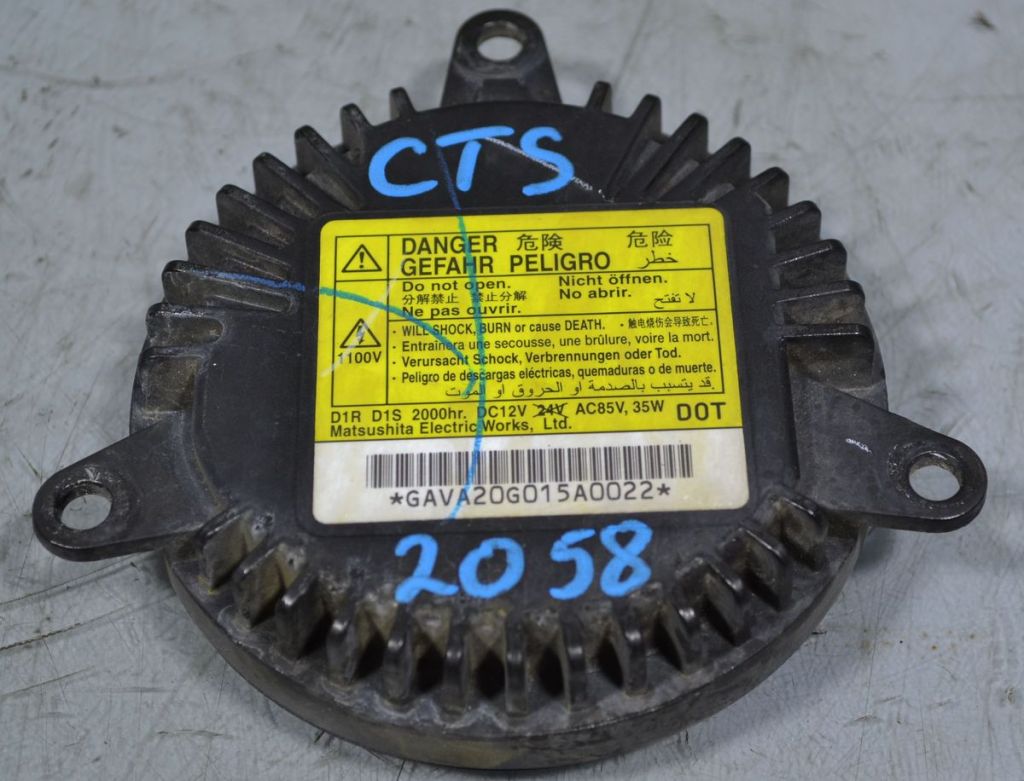 CTS
DANGER 危険 危险
GEFAHR PELIGRO خطر
Do not open. Nicht öffnen.
分解禁止 禁止分解 No abrir. لا تفتح
Ne pas ouvrir.
1100V
· WILL SHOCK, BURN or cause DEATH. · 触电烧伤会导致死亡。
· Entraînera une secousse, une brûlure, voire la mort.
· Verursacht Schock, Verbrennungen oder Tod.
· Peligro de descargas eléctricas, quemaduras o de muerte.
قد يتسبب بالصدمة او الحروق او الموت.
D1R D1S 2000hr. DC12V 24V AC85V, 35W DOT
Matsushita Electric Works, Ltd.
*GAVA20G015A0022*
2058